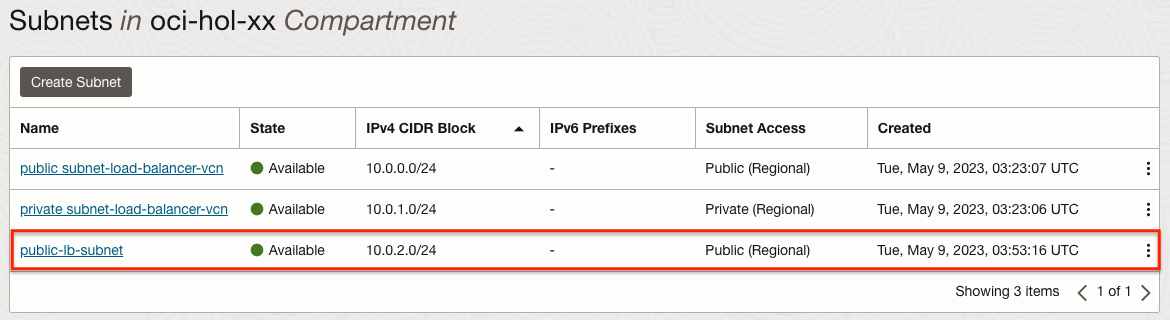 Subnets in oci-hol-xx Compartment
Create Subnet
Name State IPv4 CIDR Block IPv6 Prefixes Subnet Access Created
public subnet-load-balancer-vcn Available 10.0.0.0/24 - Public (Regional) Tue, May 9, 2023, 03:23:07 UTC
private subnet-load-balancer-vcn Available 10.0.1.0/24 - Private (Regional) Tue, May 9, 2023, 03:23:06 UTC
public-lb-subnet Available 10.0.2.0/24 - Public (Regional) Tue, May 9, 2023, 03:53:16 UTC
Showing 3 items 1 of 1